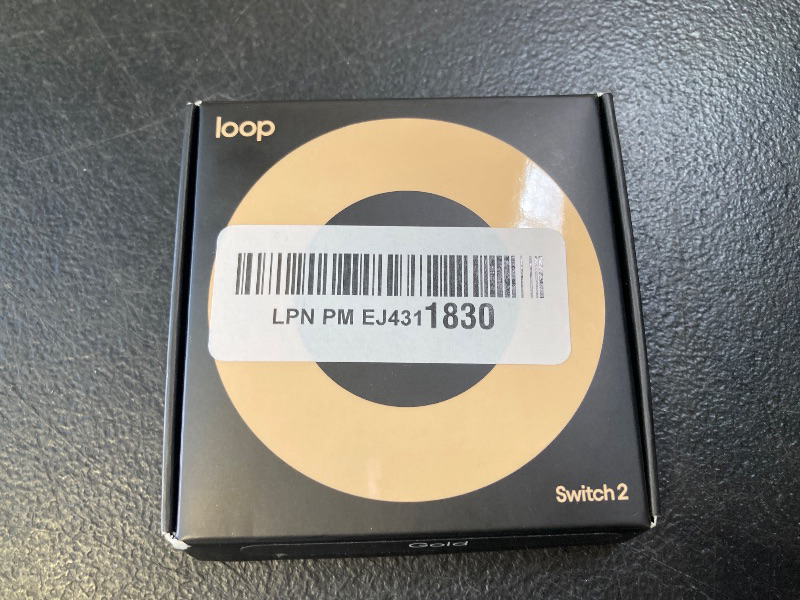 loop
LPN PM EJ4311830
Switch 2
Gold